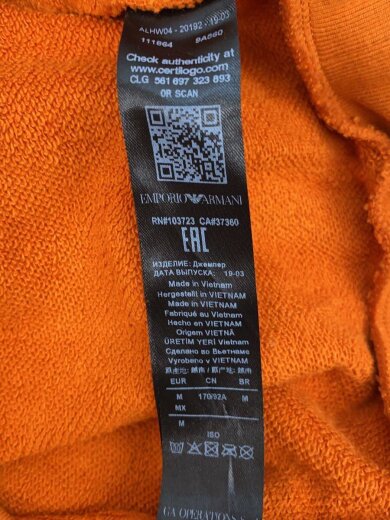 ALHW04 - 20192 - 19-03
111864 9A860
Check authenticity at
www.certilogo.com
CLG 561 697 323 893
OR SCAN
EMPORIO ARMANI
RN#103723 CA#37360
EAC
ИЗДЕЛИЕ: Джемпер
ДАТА ВЫПУСКА: 19-03
Made in Vietnam
Hergestellt in VIETNAM
Made in VIETNAM
Fabriqué au Vietnam
Hecho en VIETNAM
Origem VIETNÃ
ÜRETİM YERİ Vietnam
Сделано во Вьетнаме
Vyrobeno v VIETNAM
EUR CN BR
M 170/92A M
MX
M
ISO
GA OPERATIONS